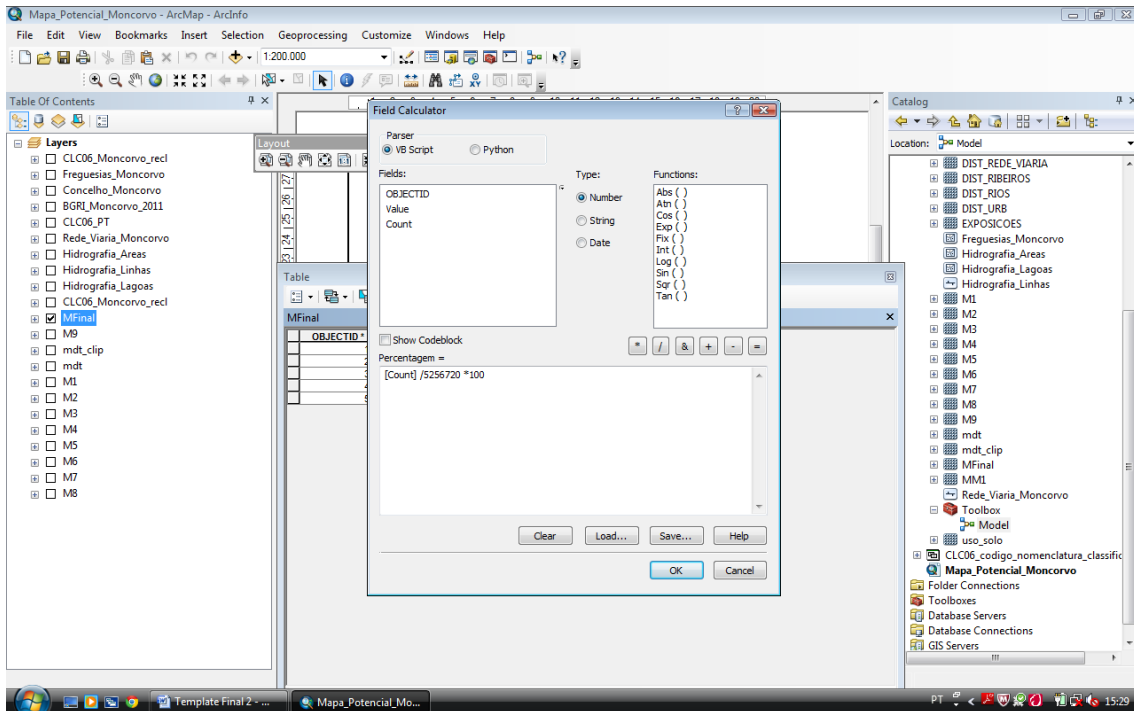 Mapa_Potencial_Moncorvo - ArcMap - ArcInfo
File Edit View Bookmarks Insert Selection Geoprocessing Customize Windows Help
1:200.000
Table Of Contents
Layers
CLC06_Moncorvo_recl
Freguesias_Moncorvo
Concelho_Moncorvo
BGRI_Moncorvo_2011
CLC06_PT
Rede_Viaria_Moncorvo
Hidrografia_Areas
Hidrografia_Linhas
Hidrografia_Lagoas
CLC06_Moncorvo_recl
MFinal
M9
mdt_clip
mdt
M1
M2
M3
M4
M5
M6
M7
M8
Layout
Table
MFinal
OBJECTID *
Field Calculator
Parser
VB Script Python
Fields: Type: Functions:
OBJECTID
Value
Count
Number
String
Date
Abs ( )
Atn ( )
Cos ( )
Exp ( )
Fix ( )
Int ( )
Log ( )
Sin ( )
Sqr ( )
Tan ( )
Show Codeblock
* / & + - =
Percentagem =
[Count] /5256720 *100
Clear Load... Save... Help
OK Cancel
Catalog
Location: Model
DIST_REDE_VIARIA
DIST_RIBEIROS
DIST_RIOS
DIST_URB
EXPOSICOES
Freguesias_Moncorvo
Hidrografia_Areas
Hidrografia_Lagoas
Hidrografia_Linhas
M1
M2
M3
M4
M5
M6
M7
M8
M9
mdt
mdt_clip
MFinal
MM1
Rede_Viaria_Moncorvo
Toolbox
Model
uso_solo
CLC06_codigo_nomenclatura_classific
Mapa_Potencial_Moncorvo
Folder Connections
Toolboxes
Database Servers
Database Connections
GIS Servers
Template Final 2 - ... Mapa_Potencial_Mo... PT 15:29